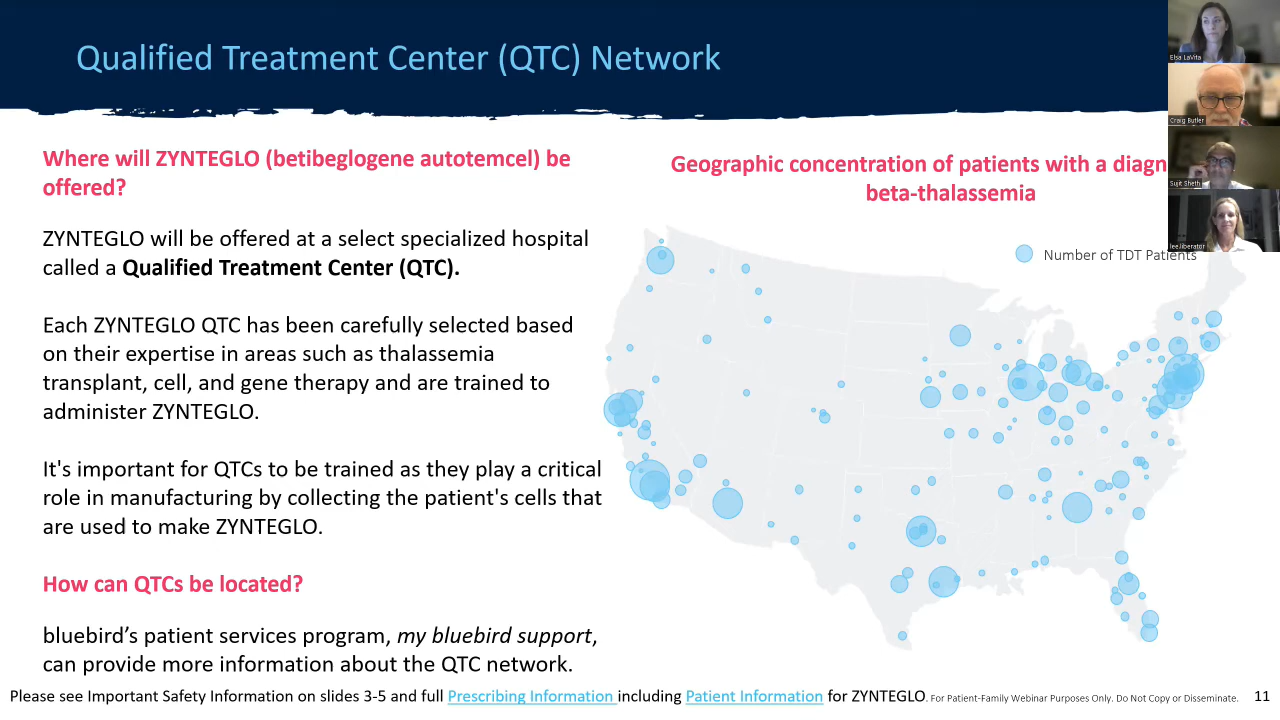 Qualified Treatment Center (QTC) Network
Where will ZYNTEGLO (betibeglogene autotemcel) be
offered?
ZYNTEGLO will be offered at a select specialized hospital
called a Qualified Treatment Center (QTC).
Each ZYNTEGLO QTC has been carefully selected based
on their expertise in areas such as thalassemia
transplant, cell, and gene therapy and are trained to
administer ZYNTEGLO.
It's important for QTCs to be trained as they play a critical
role in manufacturing by collecting the patient's cells that
are used to make ZYNTEGLO.
How can QTCs be located?
bluebird’s patient services program, my bluebird support,
can provide more information about the QTC network.
Geographic concentration of patients with a diagn
beta-thalassemia
Number of TDT Patients
Elsa LaVita
Craig Butler
Sujit Sheth
lee.liberator
Please see Important Safety Information on slides 3-5 and full Prescribing Information including Patient Information for ZYNTEGLO. For Patient-Family Webinar Purposes Only. Do Not Copy or Disseminate. 11